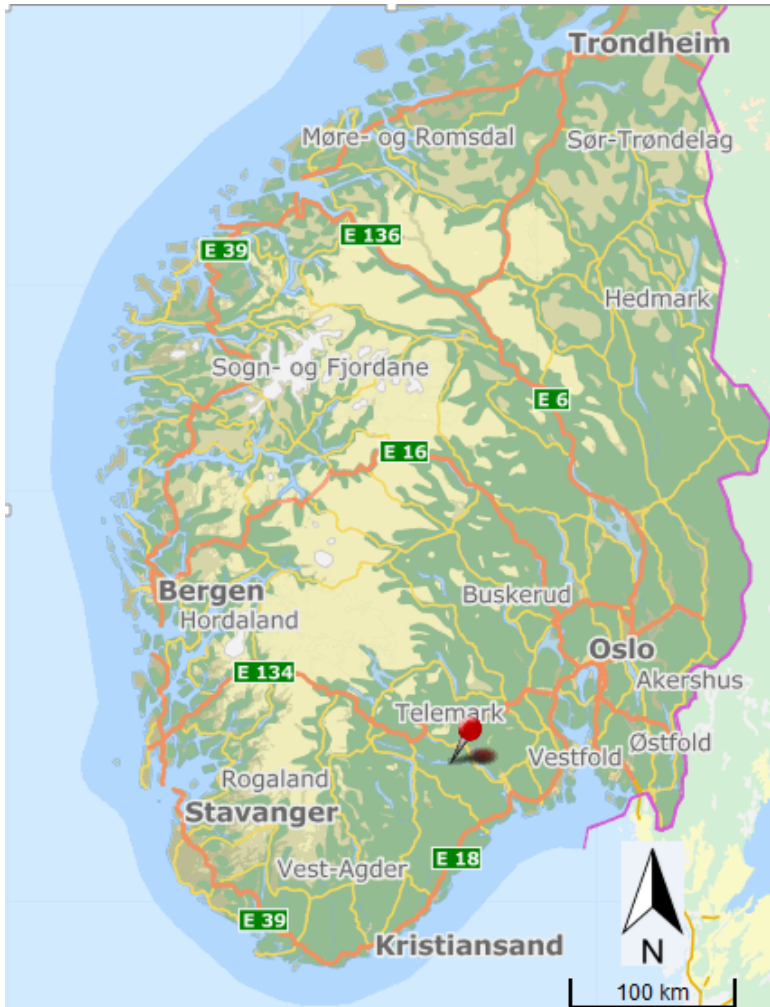 Trondheim
Møre- og Romsdal
Sør-Trøndelag
E 136
E 39
Hedmark
Sogn- og Fjordane
E 6
E 16
Bergen
Buskerud
Hordaland
Oslo
E 134
Akershus
Telemark
Østfold
Vestfold
Rogaland
Stavanger
E 18
Vest-Agder
E 39
Kristiansand
N
100 km